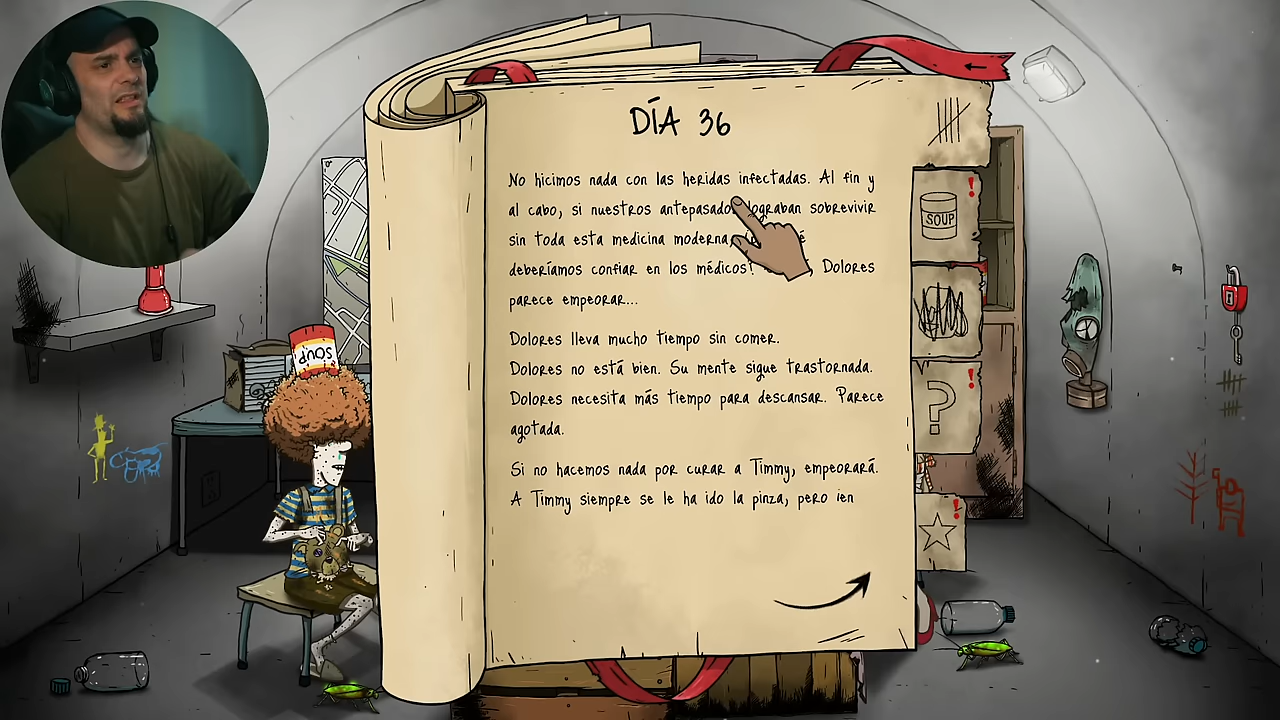 DÍA 36
No hicimos nada con las heridas infectadas. Al fin y
al cabo, si nuestros antepasados lograban sobrevivir
sin toda esta medicina moderna,
deberíamos confiar en los médicos? Dolores
parece empeorar...
Dolores lleva mucho tiempo sin comer.
Dolores no está bien. Su mente sigue trastornada.
Dolores necesita más tiempo para descansar. Parece
agotada.
Si no hacemos nada por curar a Timmy, empeorará.
A Timmy siempre se le ha ido la pinza, pero ¡en
SOUP
SOUP